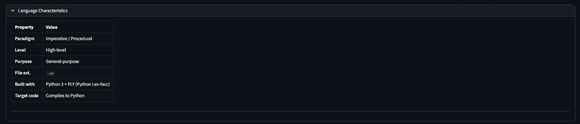 Language Characteristics
Property Value
Paradigm Imperative / Procedural
Level High-level
Purpose General-purpose
File ext.
Built with Python 3 + PLY (Python Lex-Yacc)
Target code Compiles to Python